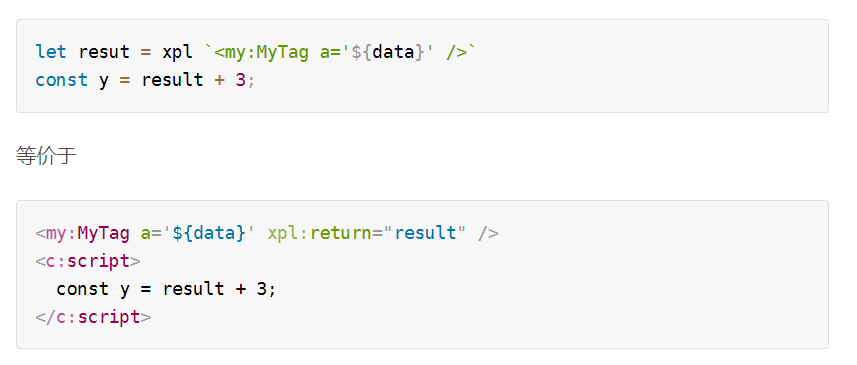 let resut = xpl `<my:MyTag a='${data}' />`
const y = result + 3;
等价于
<my:MyTag a='${data}' xpl:return="result" />
<c:script>
  const y = result + 3;
</c:script>